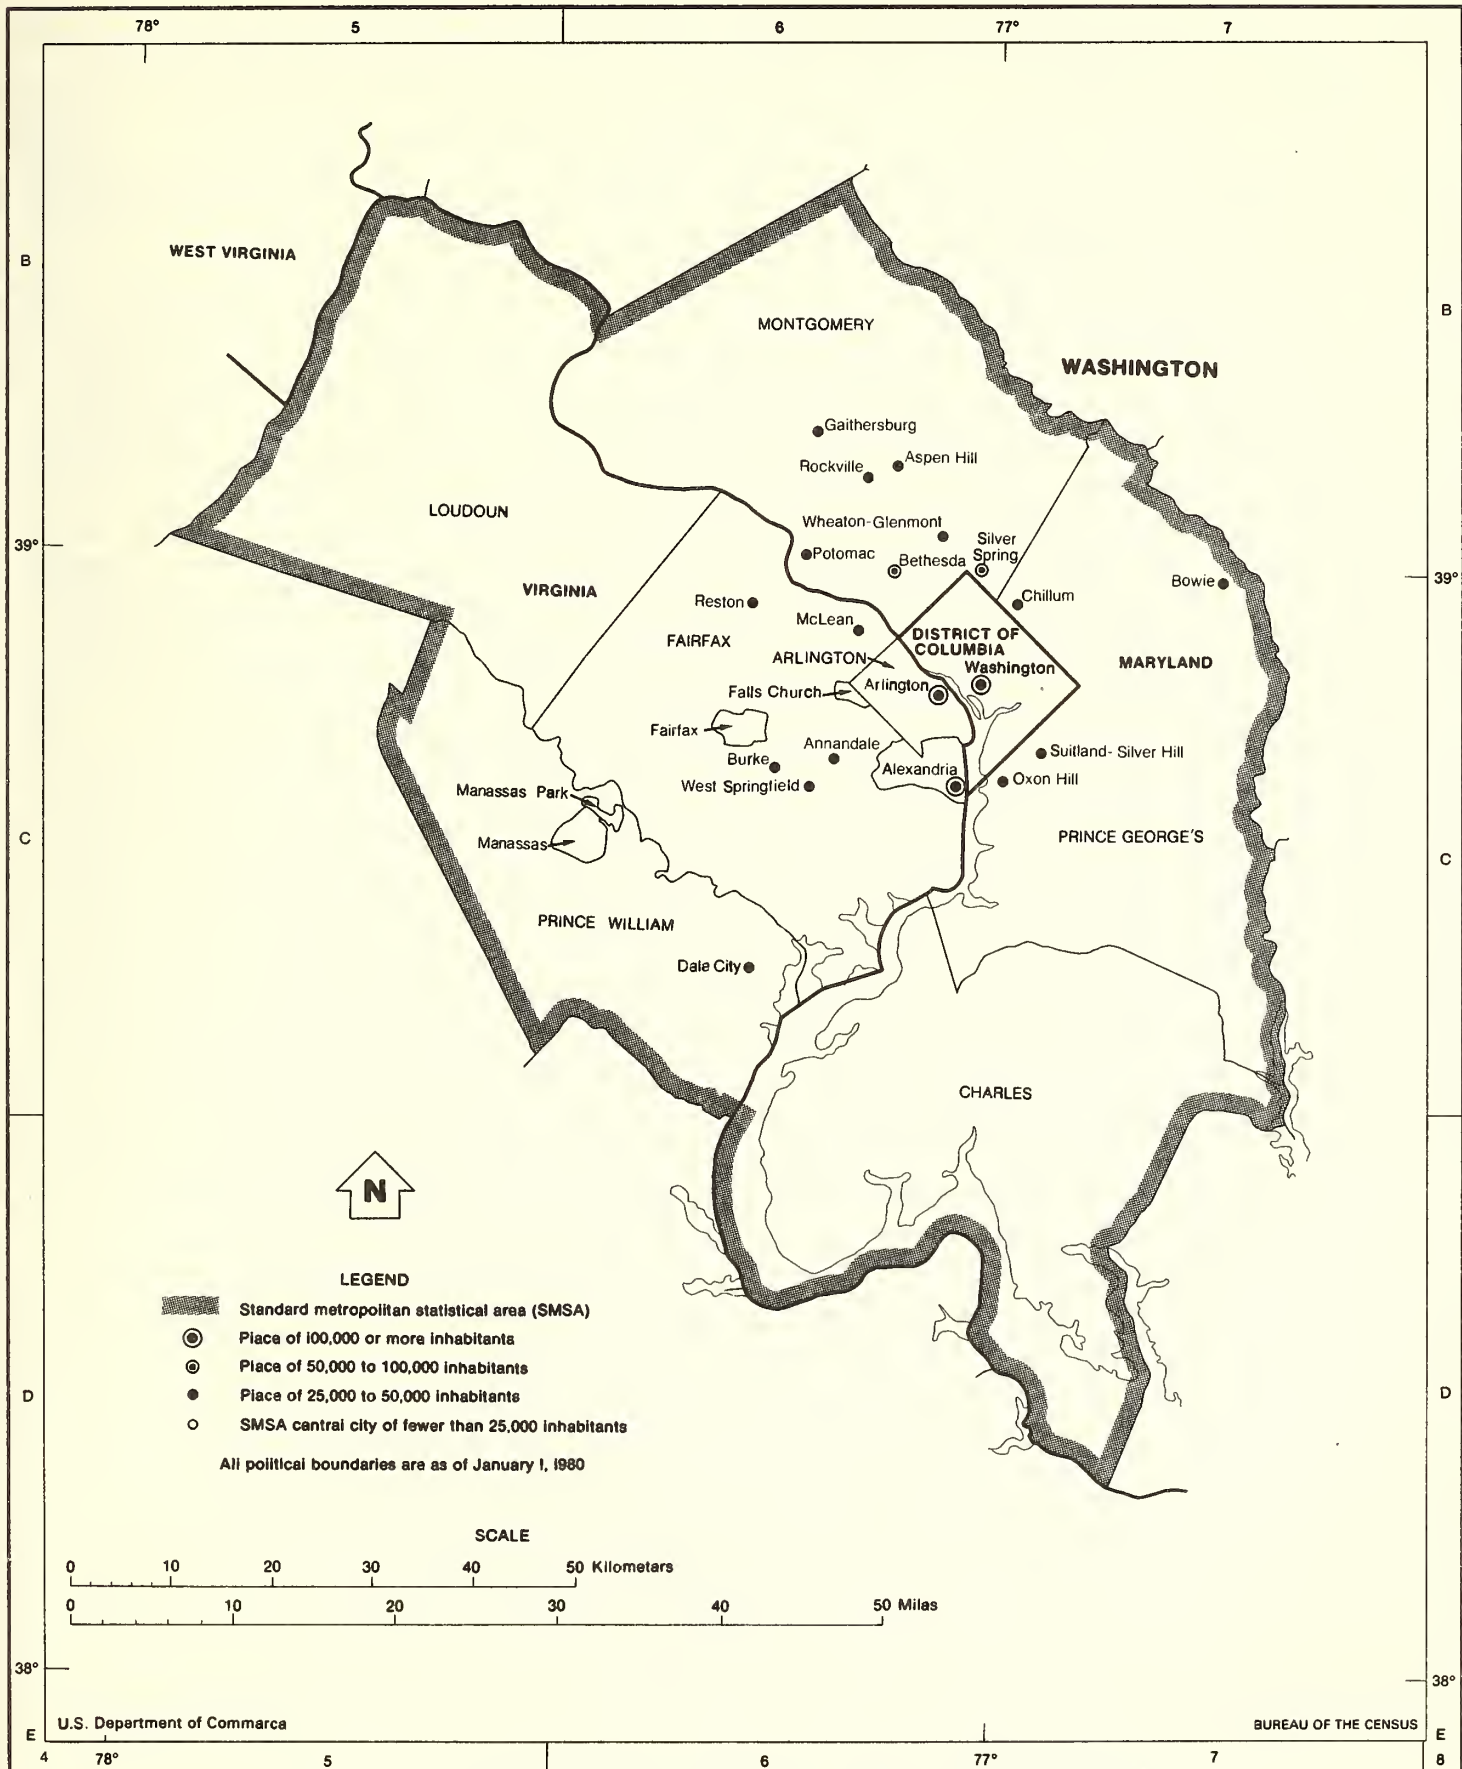 78° 5 6 77° 7
WEST VIRGINIA
B
B
MONTGOMERY
WASHINGTON
Gaithersburg
Aspen Hill
Rockville
LOUDOUN
Wheaton-Glenmont
Silver
Spring
39°
Potomac
Bethesda
39°
Bowie
VIRGINIA
Reston
Chillum
McLean
FAIRFAX
DISTRICT OF
COLUMBIA
ARLINGTON
Washington
MARYLAND
Falls Church
Arlington
Fairfax
Annandale
Suitland- Silver Hill
Burke
Alexandria
West Springfield
Oxon Hill
Manassas Park
PRINCE GEORGE'S
C
Manassas
C
PRINCE WILLIAM
Dale City
CHARLES
N
LEGEND
Standard metropolitan statistical area (SMSA)
Place of 100,000 or more inhabitants
Place of 50,000 to 100,000 inhabitants
Place of 25,000 to 50,000 inhabitants
D
D
SMSA central city of fewer than 25,000 inhabitants
All political boundaries are as of January 1, 1980
SCALE
0 10 20 30 40 50 Kilometars
0 10 20 30 40 50 Milas
38°
38°
U.S. Department of Commarca
BUREAU OF THE CENSUS
E
E
4 78° 5 6 77° 7 8